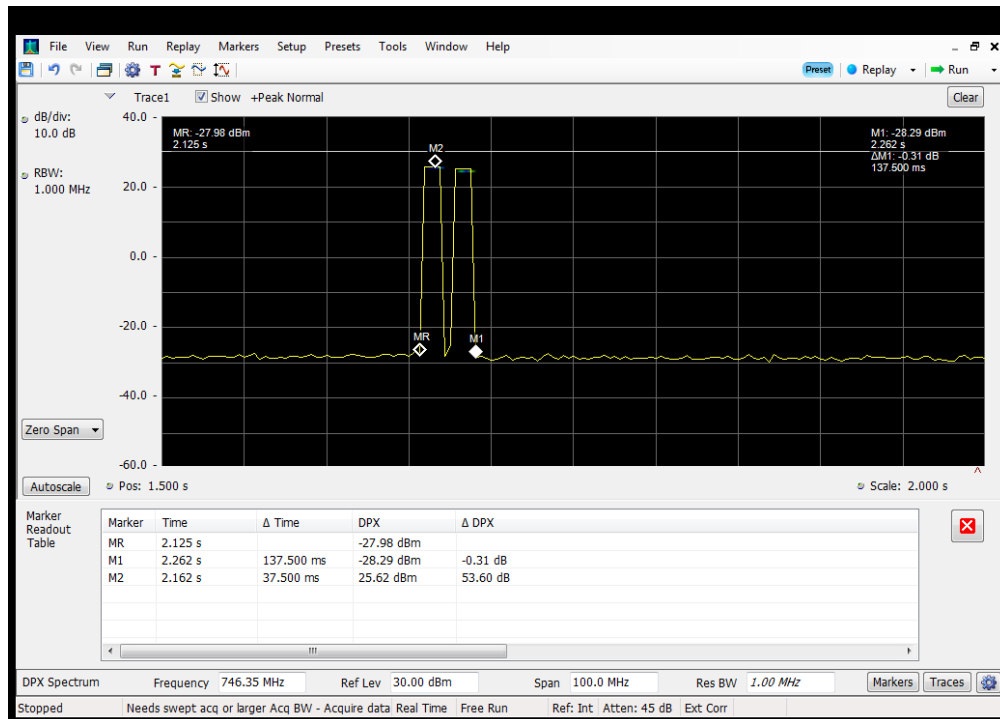 File View Run Replay Markers Setup Presets Tools Window Help
T Preset Replay Run
Trace1 Show +Peak Normal Clear
dB/div:
10.0 dB
RBW:
1.000 MHz
40.0
20.0
0.0
-20.0
-40.0
-60.0
MR: -27.98 dBm
2.125 s
M1: -28.29 dBm
2.262 s
ΔM1: -0.31 dB
137.500 ms
M2
MR
M1
Zero Span
Autoscale Pos: 1.500 s Scale: 2.000 s
Marker
Readout
Table
Marker Time Δ Time DPX Δ DPX
MR 2.125 s -27.98 dBm
M1 2.262 s 137.500 ms -28.29 dBm -0.31 dB
M2 2.162 s 37.500 ms 25.62 dBm 53.60 dB
DPX Spectrum Frequency 746.35 MHz Ref Lev 30.00 dBm Span 100.0 MHz Res BW 1.00 MHz Markers Traces
Stopped Needs swept acq or larger Acq BW - Acquire data Real Time Free Run Ref: Int Atten: 45 dB Ext Corr